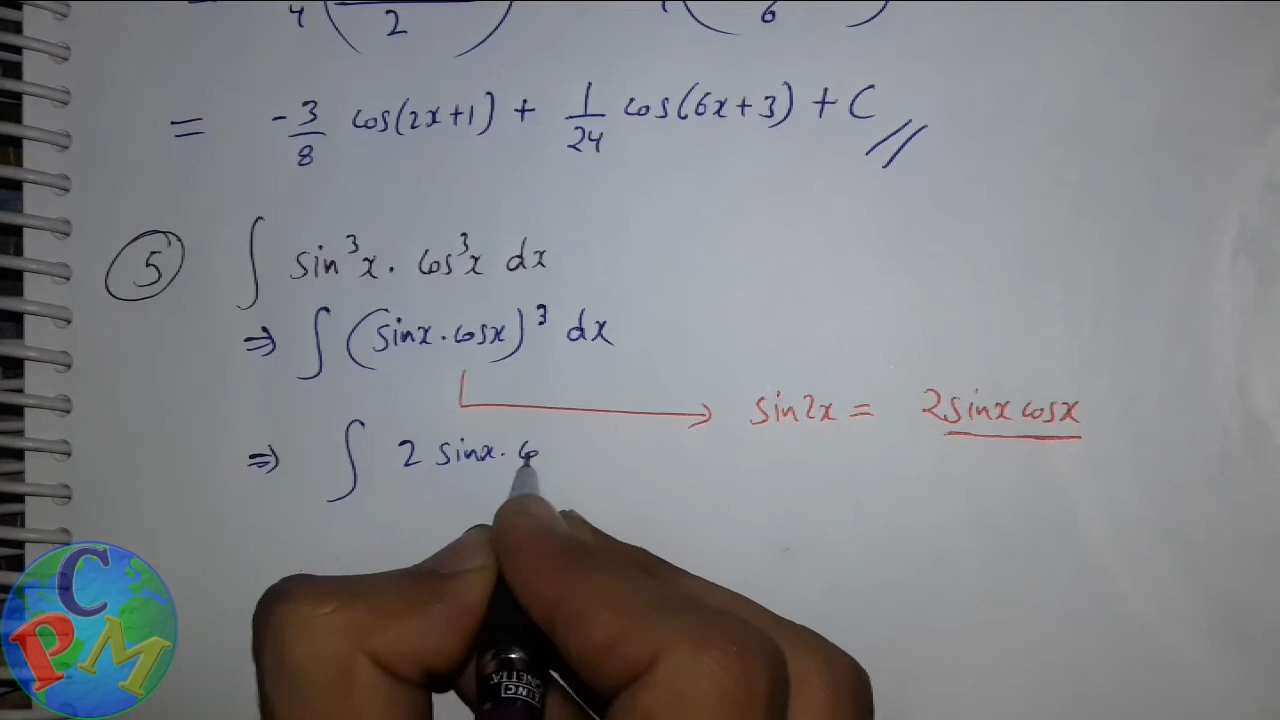 4 ( 2 ) ( 6 )
= -3/8 cos(2x+1) + 1/24 cos(6x+3) + C //
5 ∫ sin³x · cos³x dx
⇒ ∫ (sinx·cosx)³ dx
sin2x = 2sinx cosx
⇒ ∫ 2 sinx · co
CPM